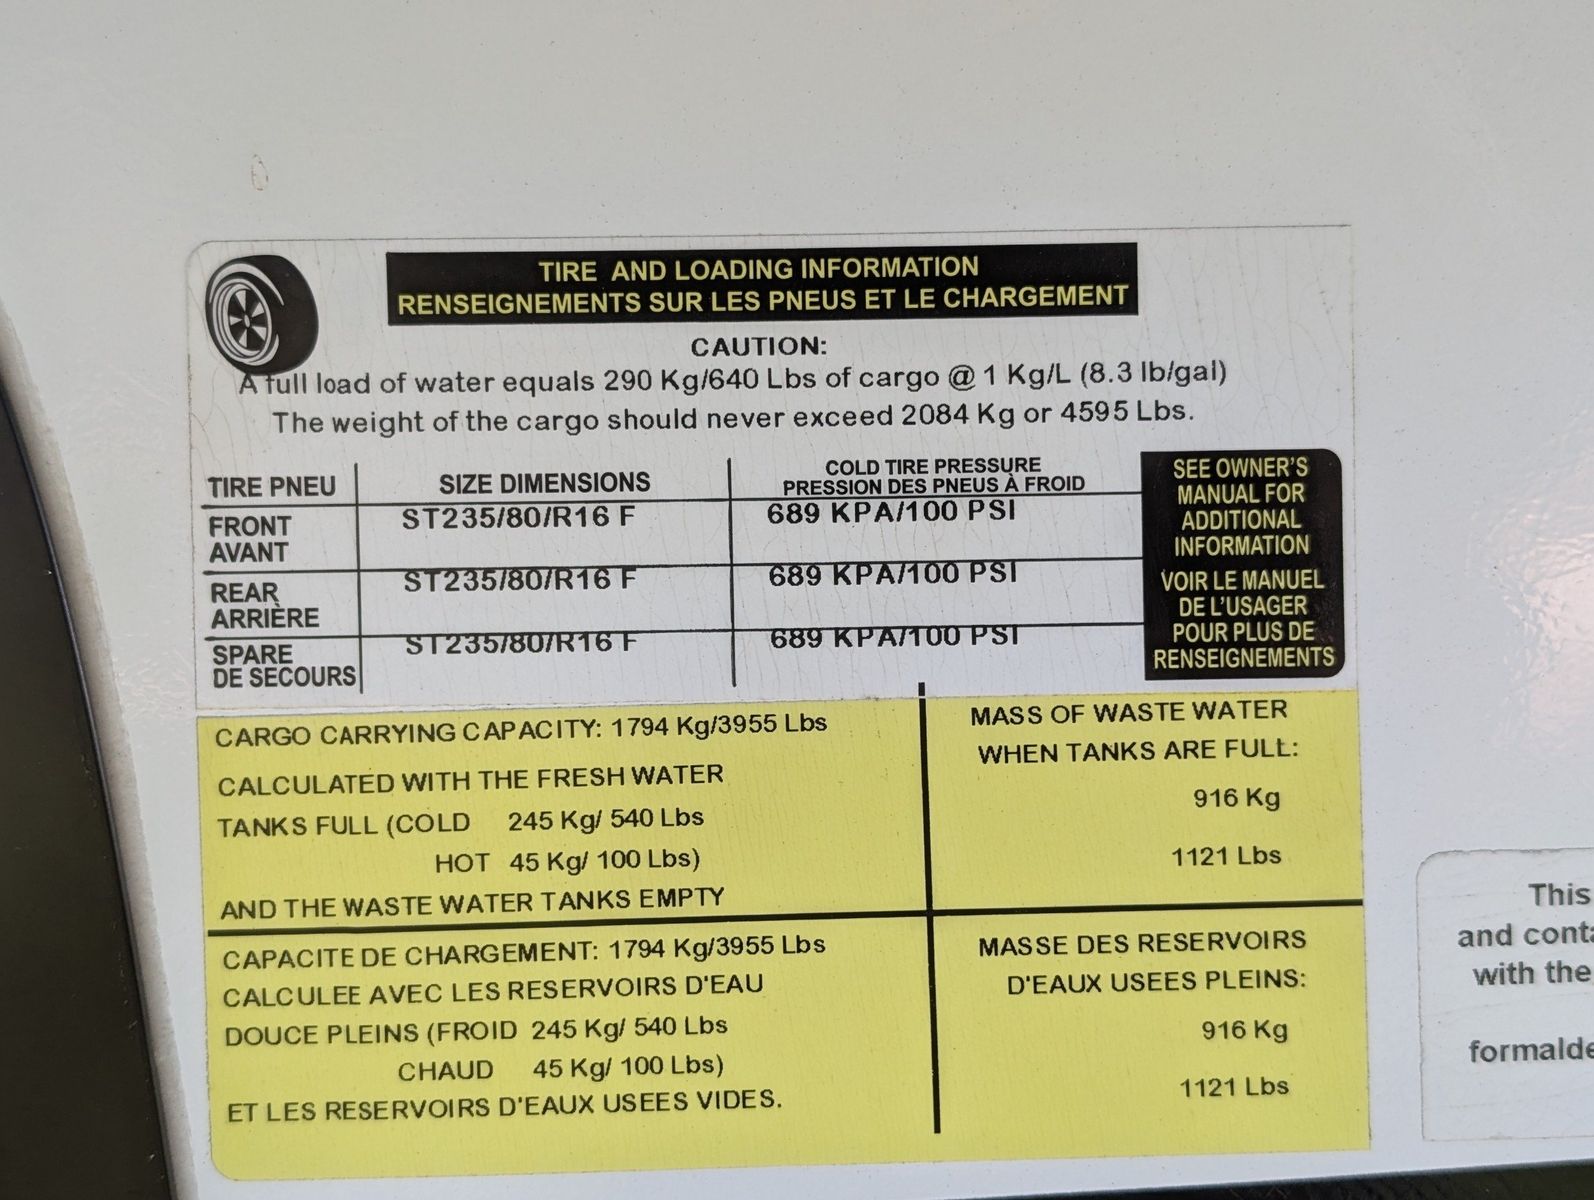 TIRE AND LOADING INFORMATION
RENSEIGNEMENTS SUR LES PNEUS ET LE CHARGEMENT
CAUTION:
A full load of water equals 290 Kg/640 Lbs of cargo @ 1 Kg/L (8.3 lb/gal)
The weight of the cargo should never exceed 2084 Kg or 4595 Lbs.
TIRE PNEU SIZE DIMENSIONS COLD TIRE PRESSURE
PRESSION DES PNEUS À FROID
FRONT
AVANT ST235/80/R16 F 689 KPA/100 PSI
REAR
ARRIÈRE ST235/80/R16 F 689 KPA/100 PSI
SPARE
DE SECOURS ST235/80/R16 F 689 KPA/100 PSI
SEE OWNER'S
MANUAL FOR
ADDITIONAL
INFORMATION
VOIR LE MANUEL
DE L'USAGER
POUR PLUS DE
RENSEIGNEMENTS
CARGO CARRYING CAPACITY: 1794 Kg/3955 Lbs
CALCULATED WITH THE FRESH WATER
TANKS FULL (COLD 245 Kg/ 540 Lbs
HOT 45 Kg/ 100 Lbs)
AND THE WASTE WATER TANKS EMPTY
MASS OF WASTE WATER
WHEN TANKS ARE FULL:
916 Kg
1121 Lbs
CAPACITE DE CHARGEMENT: 1794 Kg/3955 Lbs
CALCULEE AVEC LES RESERVOIRS D'EAU
DOUCE PLEINS (FROID 245 Kg/ 540 Lbs
CHAUD 45 Kg/ 100 Lbs)
ET LES RESERVOIRS D'EAUX USEES VIDES.
MASSE DES RESERVOIRS
D'EAUX USEES PLEINS:
916 Kg
1121 Lbs
This
and
with the